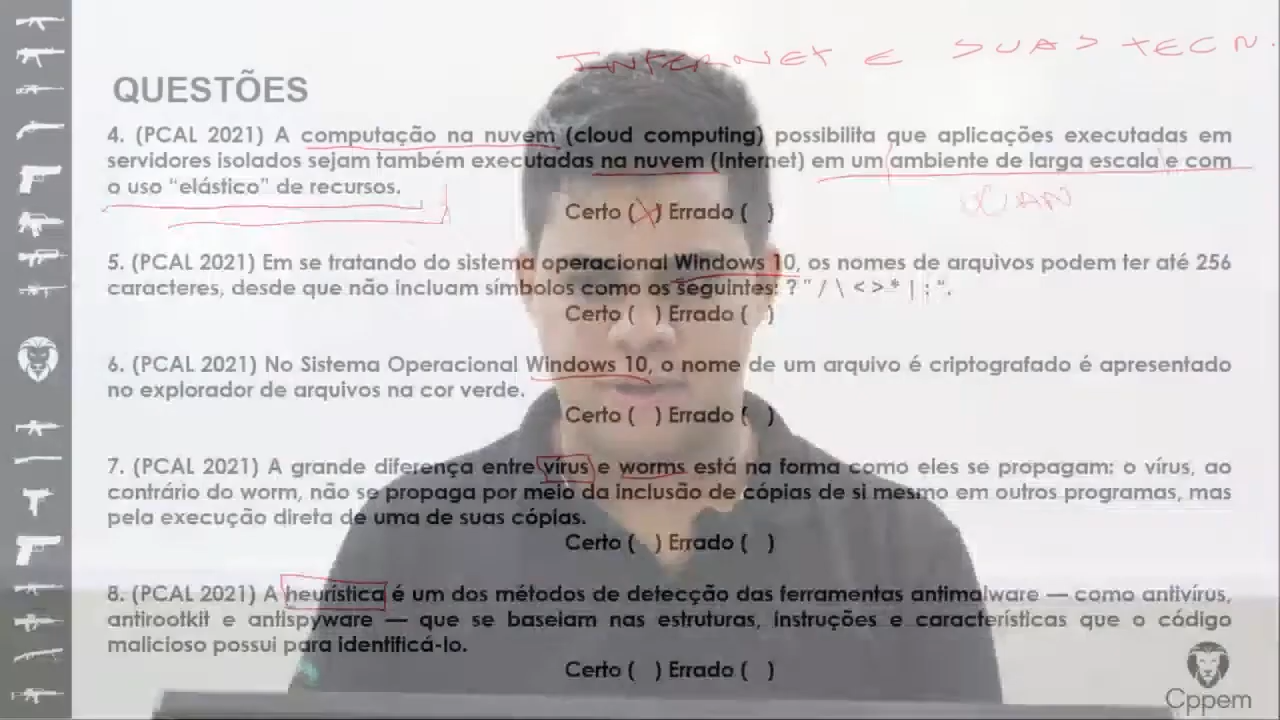 INTERNET E SUAS TECN.
QUESTÕES
4. (PCAL 2021) A computação na nuvem (cloud computing) possibilita que aplicações executadas em
servidores isolados sejam também executadas na nuvem (Internet) em um ambiente de larga escala e com
o uso “elástico” de recursos.
WAN
Certo (X) Errado ( )
5. (PCAL 2021) Em se tratando do sistema operacional Windows 10, os nomes de arquivos podem ter até 256
caracteres, desde que não incluam símbolos como os seguintes: ? " / \ < > * | : “.
Certo ( ) Errado ( )
6. (PCAL 2021) No Sistema Operacional Windows 10, o nome de um arquivo é criptografado é apresentado
no explorador de arquivos na cor verde.
Certo ( ) Errado ( )
7. (PCAL 2021) A grande diferença entre vírus e worms está na forma como eles se propagam: o vírus, ao
contrário do worm, não se propaga por meio da inclusão de cópias de si mesmo em outros programas, mas
pela execução direta de uma de suas cópias.
Certo ( ) Errado ( )
8. (PCAL 2021) A heurística é um dos métodos de detecção das ferramentas antimalware — como antivírus,
antirootkit e antispyware — que se baseiam nas estruturas, instruções e características que o código
malicioso possui para identificá-lo.
Certo ( ) Errado ( )
Cppem